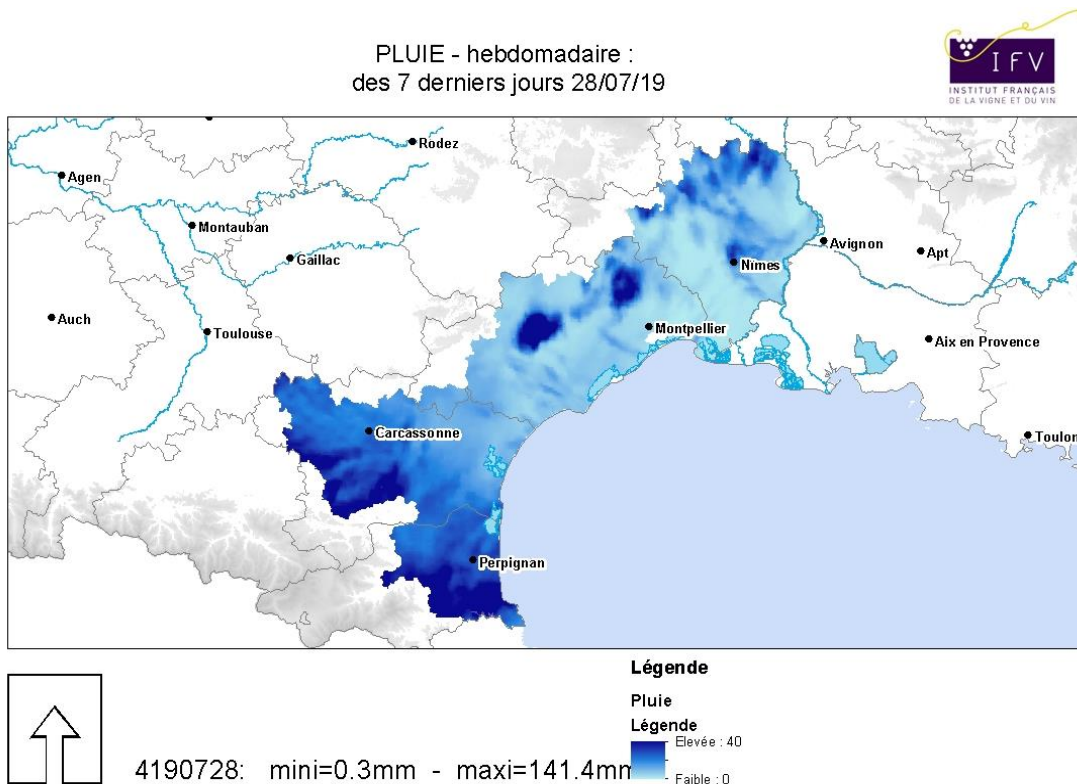 PLUIE - hebdomadaire :
des 7 derniers jours 28/07/19
IFV
INSTITUT FRANÇAIS
DE LA VIGNE ET DU VIN
Rodez
Agen
Montauban
Avignon
Apt
Gaillac
Nîmes
Auch
Toulouse
Montpellier
Aix en Provence
Carcassonne
Toulon
Perpignan
Légende
Pluie
Légende
Elevée : 40
Faible : 0
4190728: mini=0.3mm - maxi=141.4mm